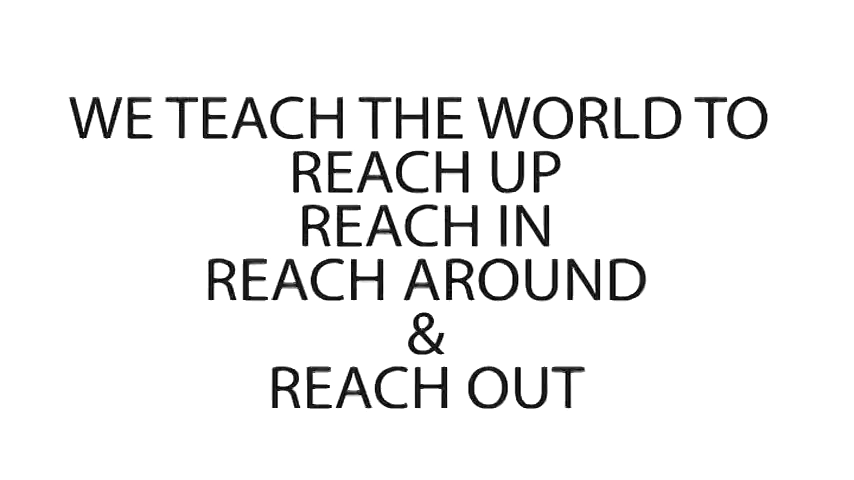 WE TEACH THE WORLD TO
REACH UP
REACH IN
REACH AROUND
&
REACH OUT